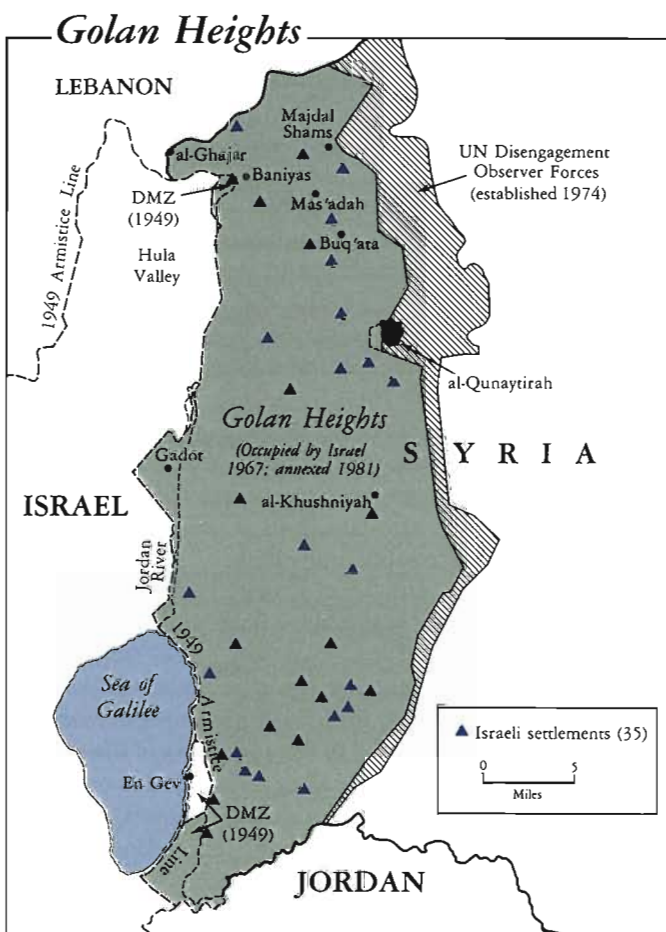 Golan Heights
LEBANON
Majdal
Shams
al-Ghajar
UN Disengagement
Observer Forces
(established 1974)
Baniyas
DMZ
(1949)
Mas'adah
1949 Armistice Line
Hula
Valley
Buq'ata
al-Qunaytirah
Golan Heights
(Occupied by Israel
1967; annexed 1981)
SYRIA
Gadot
ISRAEL
al-Khushniyah
Jordan
River
1949
Armistice
Line
Sea of
Galilee
Israeli settlements (35)
0 5
Miles
En Gev
DMZ
(1949)
JORDAN